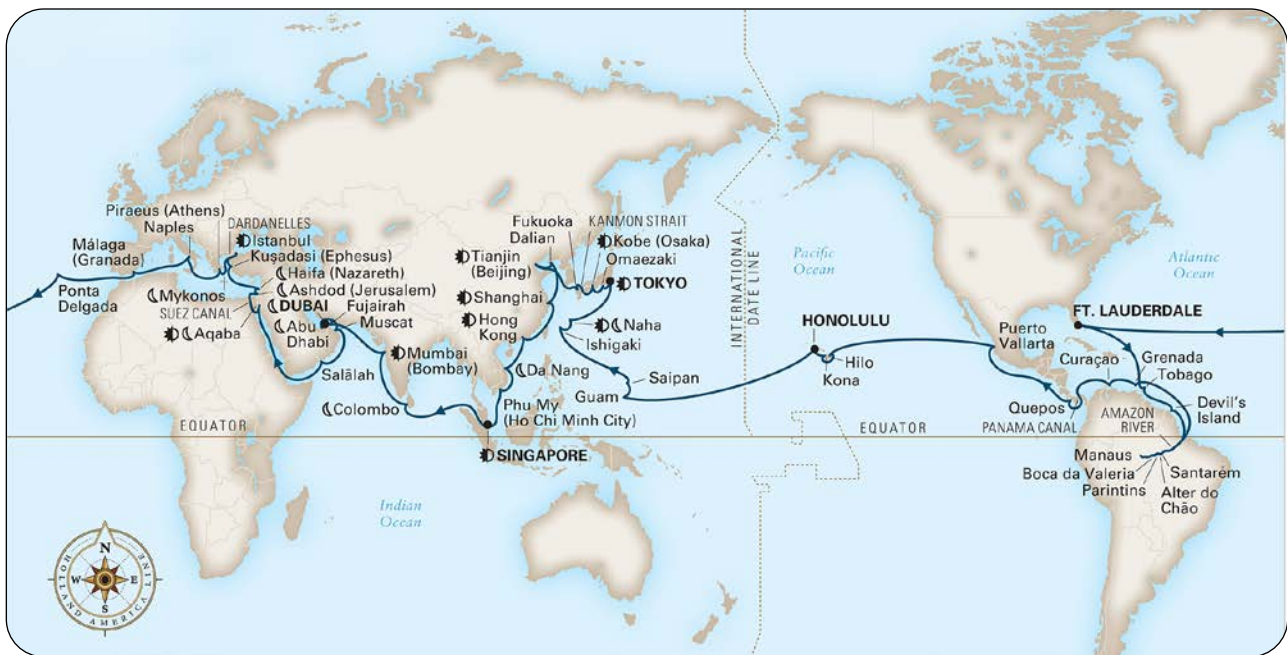 Piraeus (Athens)
Naples
DARDANELLES
Istanbul
Kuşadasi (Ephesus)
Málaga
(Granada)
Haifa (Nazareth)
Ashdod (Jerusalem)
Ponta
Delgada
Mykonos
SUEZ CANAL
DUBAI
Fujairah
Aqaba
Abu
Dhabi
Muscat
Salālah
Mumbai
(Bombay)
Colombo
EQUATOR
Fukuoka
Dalian
KANMON STRAIT
Kobe (Osaka)
Omaezaki
Tianjin
(Beijing)
TOKYO
Shanghai
Hong
Kong
Naha
Ishigaki
Da Nang
Saipan
Guam
Phu My
(Ho Chi Minh City)
SINGAPORE
Indian
Ocean
INTERNATIONAL
DATE LINE
Pacific
Ocean
HONOLULU
Hilo
Kona
EQUATOR
Atlantic
Ocean
FT. LAUDERDALE
Puerto
Vallarta
Curaçao
Grenada
Tobago
Quepos
PANAMA CANAL
AMAZON
RIVER
Devil's
Island
Manaus
Boca da Valeria
Parintins
Santarém
Alter do
Chão
N
W
E
S
HOLLAND AMERICA LINE